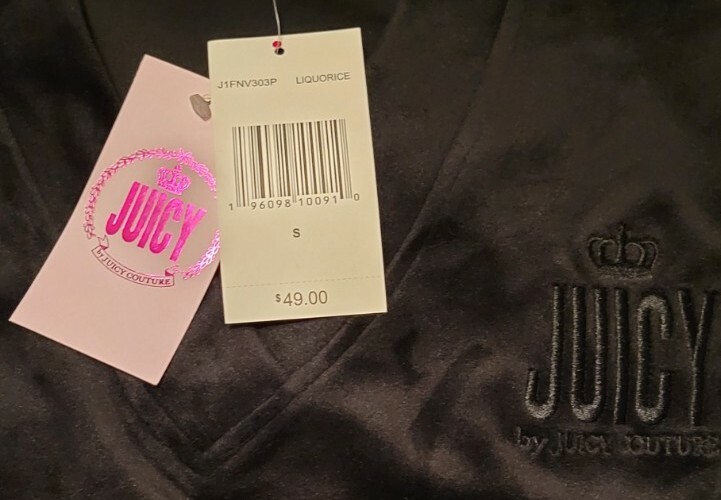 JUICY
by JUICY COUTURE
J1FNV303P LIQUORICE
1 96098 10091 0
S
$49.00
JUICY
by JUICY COUTURE